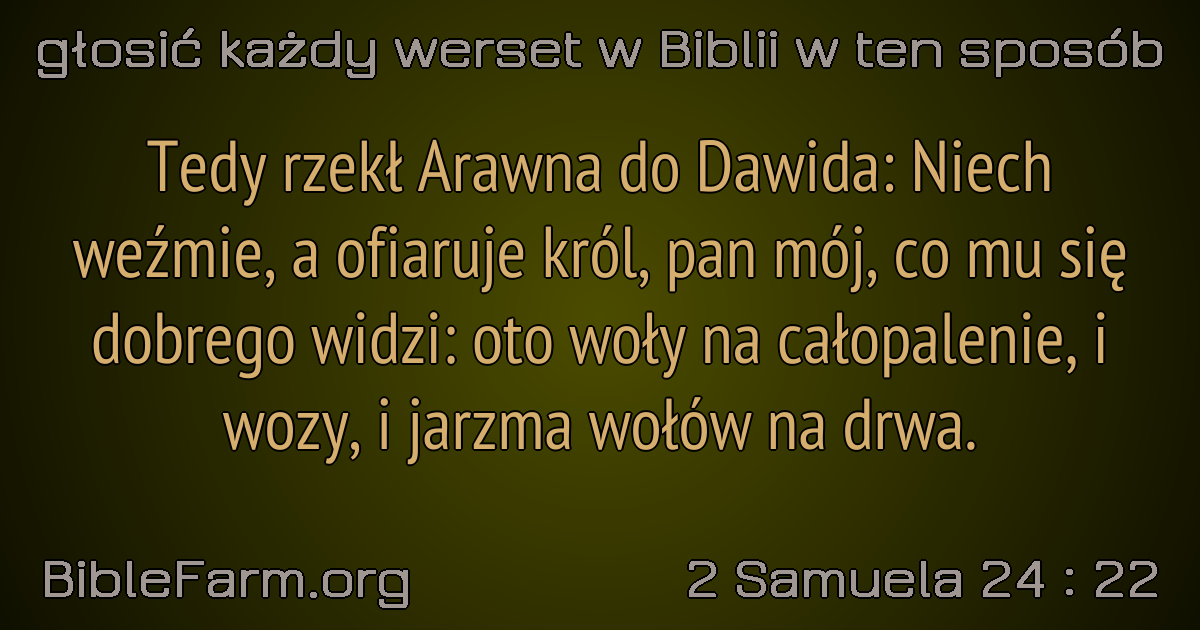 głosić każdy werset w Biblii w ten sposób
Tedy rzekł Arawna do Dawida: Niech
weźmie, a ofiaruje król, pan mój, co mu się
dobrego widzi: oto woły na całopalenie, i
wozy, i jarzma wołów na drwa.
BibleFarm.org
2 Samuela 24 : 22